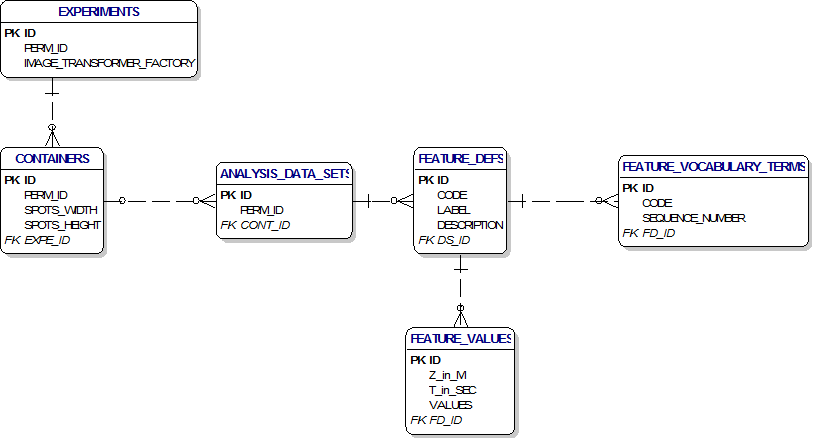 EXPERIMENTS
PK ID
PERM_ID
IMAGE_TRANSFORMER_FACTORY
CONTAINERS
PK ID
PERM_ID
SPOTS_WIDTH
SPOTS_HEIGHT
FK EXPE_ID
ANALYSIS_DATA_SETS
PK ID
PERM_ID
FK CONT_ID
FEATURE_DEFS
PK ID
CODE
LABEL
DESCRIPTION
FK DS_ID
FEATURE_VOCABULARY_TERMS
PK ID
CODE
SEQUENCE_NUMBER
FK FD_ID
FEATURE_VALUES
PK ID
Z_in_M
T_in_SEC
VALUES
FK FD_ID